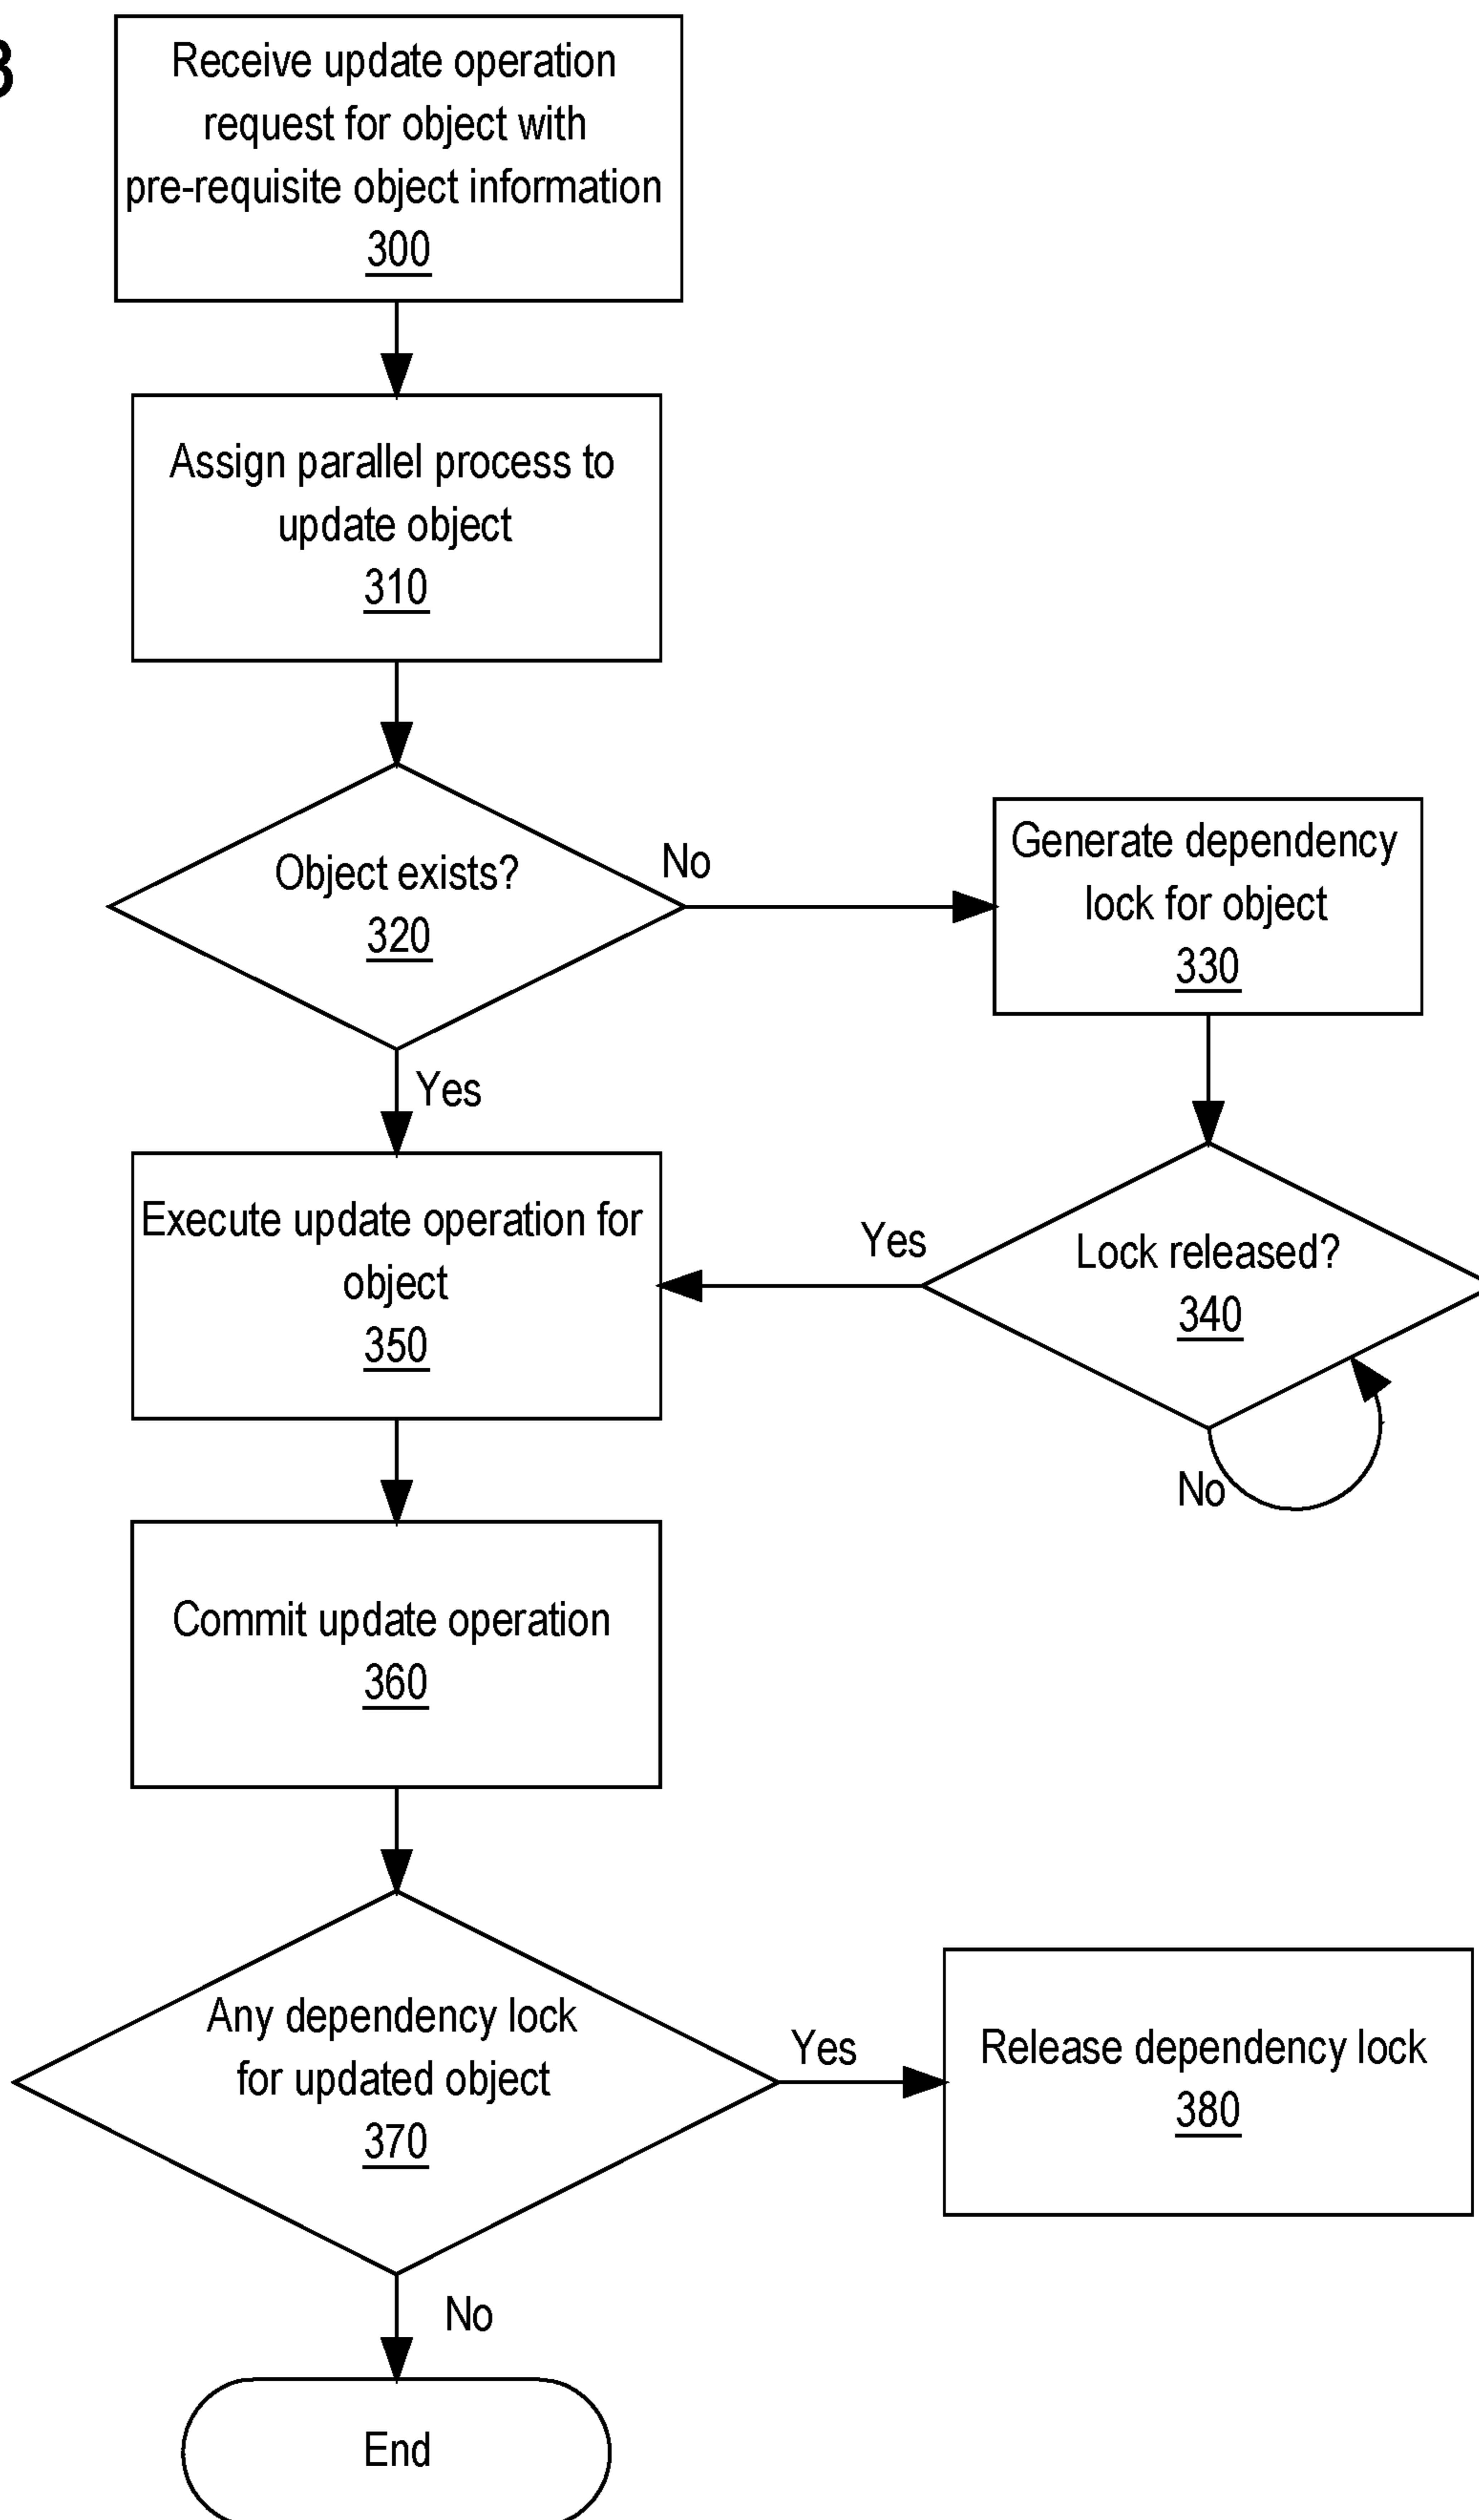 Receive update operation
request for object with
pre-requisite object information
300
Assign parallel process to
update object
310
Object exists?
320
No
Generate dependency
lock for object
330
Yes
Execute update operation for
object
350
Yes
Lock released?
340
No
Commit update operation
360
Any dependency lock
for updated object
370
Yes
Release dependency lock
380
No
End